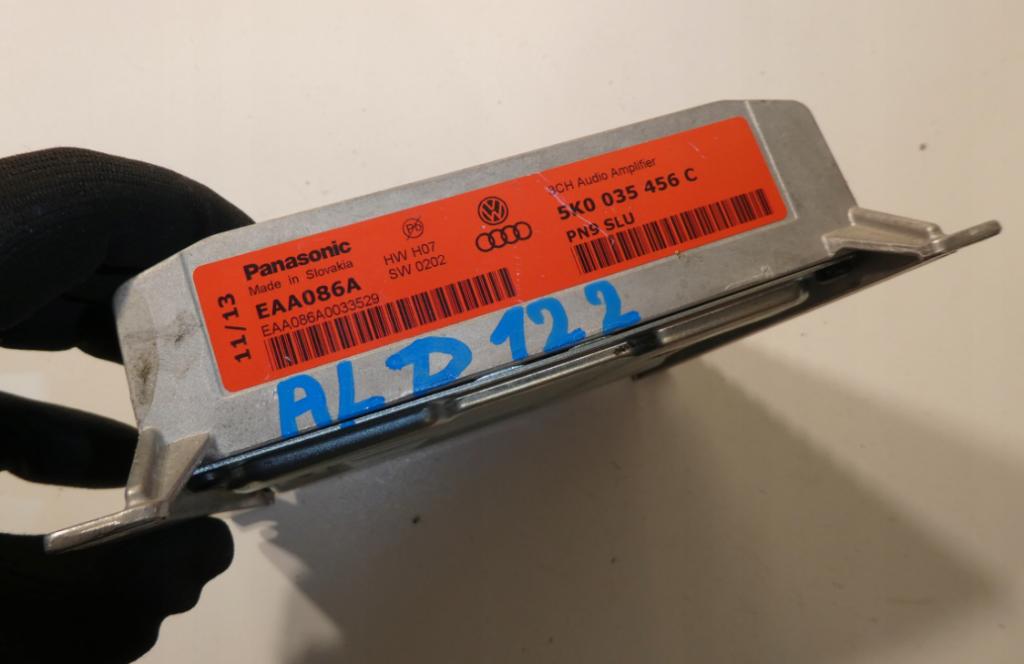 11/13
Panasonic
Made in Slovakia
EAA086A
EAA086A0033529
HW H07
SW 0202
Pb
8CH Audio Amplifier
5K0 035 456 C
PN9 SLU
ALD 122